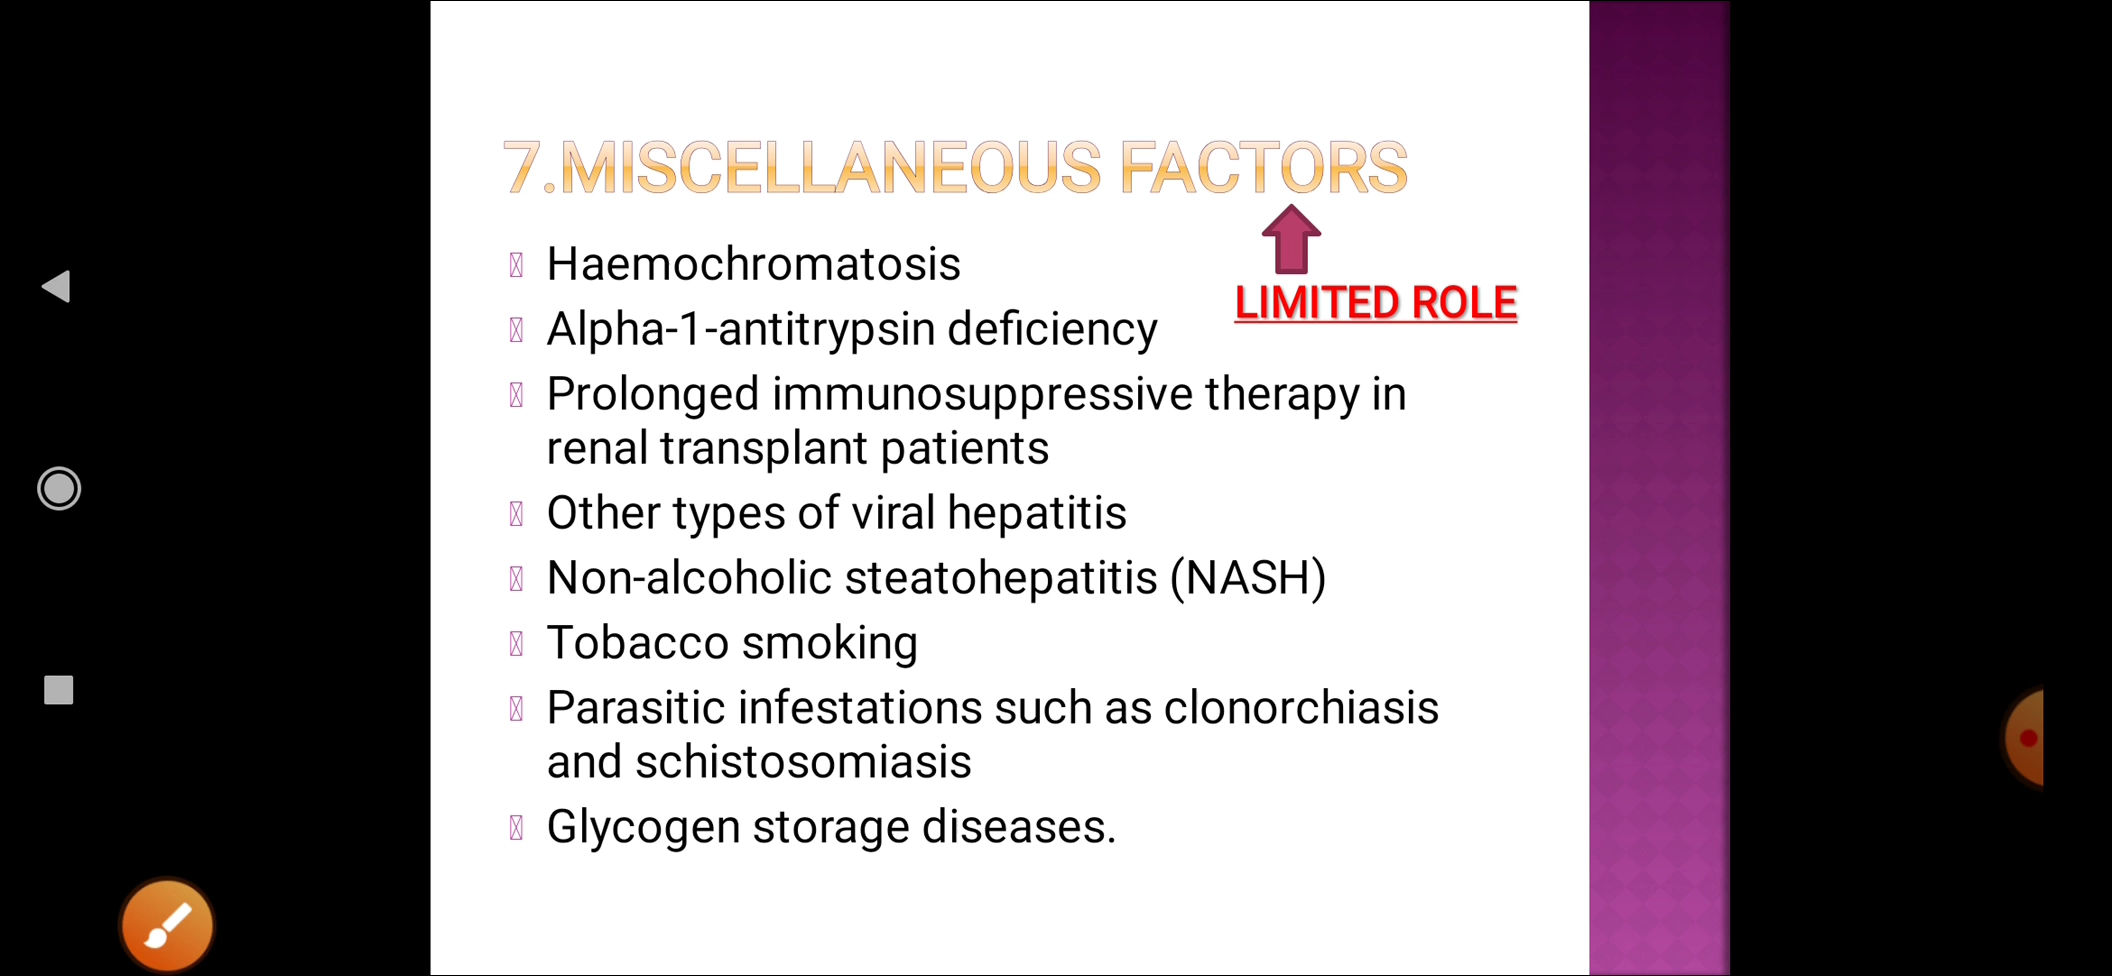 7.MISCELLANEOUS FACTORS
Haemochromatosis
LIMITED ROLE
Alpha-1-antitrypsin deficiency
Prolonged immunosuppressive therapy in
renal transplant patients
Other types of viral hepatitis
Non-alcoholic steatohepatitis (NASH)
Tobacco smoking
Parasitic infestations such as clonorchiasis
and schistosomiasis
Glycogen storage diseases.